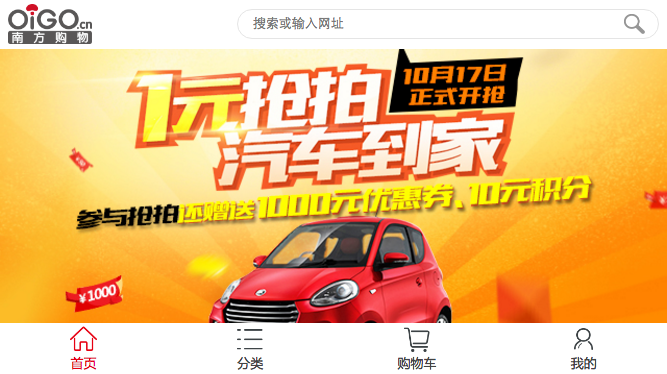 OiGO.cn
南方购物
搜索或输入网址
10月17日
正式开抢
1元抢拍
汽车到家
参与抢拍还赠送1000元优惠券、10元积分
¥1000
首页
分类
购物车
我的